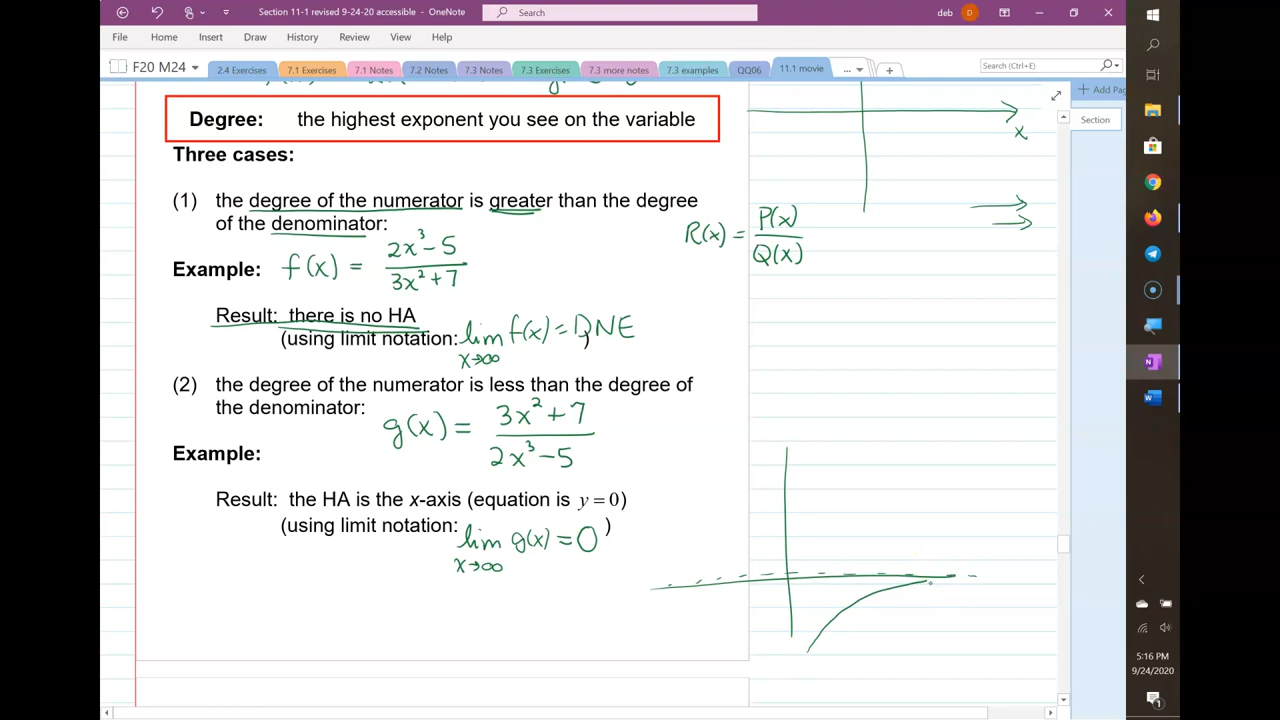 Section 11-1 revised 9-24-20 accessible - OneNote
Search
deb
D
File Home Insert Draw History Review View Help
F20 M24
2.4 Exercises
7.1 Exercises
7.1 Notes
7.2 Notes
7.3 Notes
7.3 Exercises
7.3 more notes
7.3 examples
QQ06
11.1 movie
...
Search (Ctrl+E)
Add Pag
Section
Degree: the highest exponent you see on the variable
Three cases:
x
(1) the degree of the numerator is greater than the degree
of the denominator:
R(x) = P(x)/Q(x)
Example: f(x) = (2x³ − 5)/(3x² + 7)
Result: there is no HA
(using limit notation: lim x→∞ f(x) = DNE )
(2) the degree of the numerator is less than the degree of
the denominator:
g(x) = (3x² + 7)/(2x³ − 5)
Example:
Result: the HA is the x-axis (equation is y = 0)
(using limit notation: lim x→∞ g(x) = 0 )
5:16 PM
9/24/2020
1